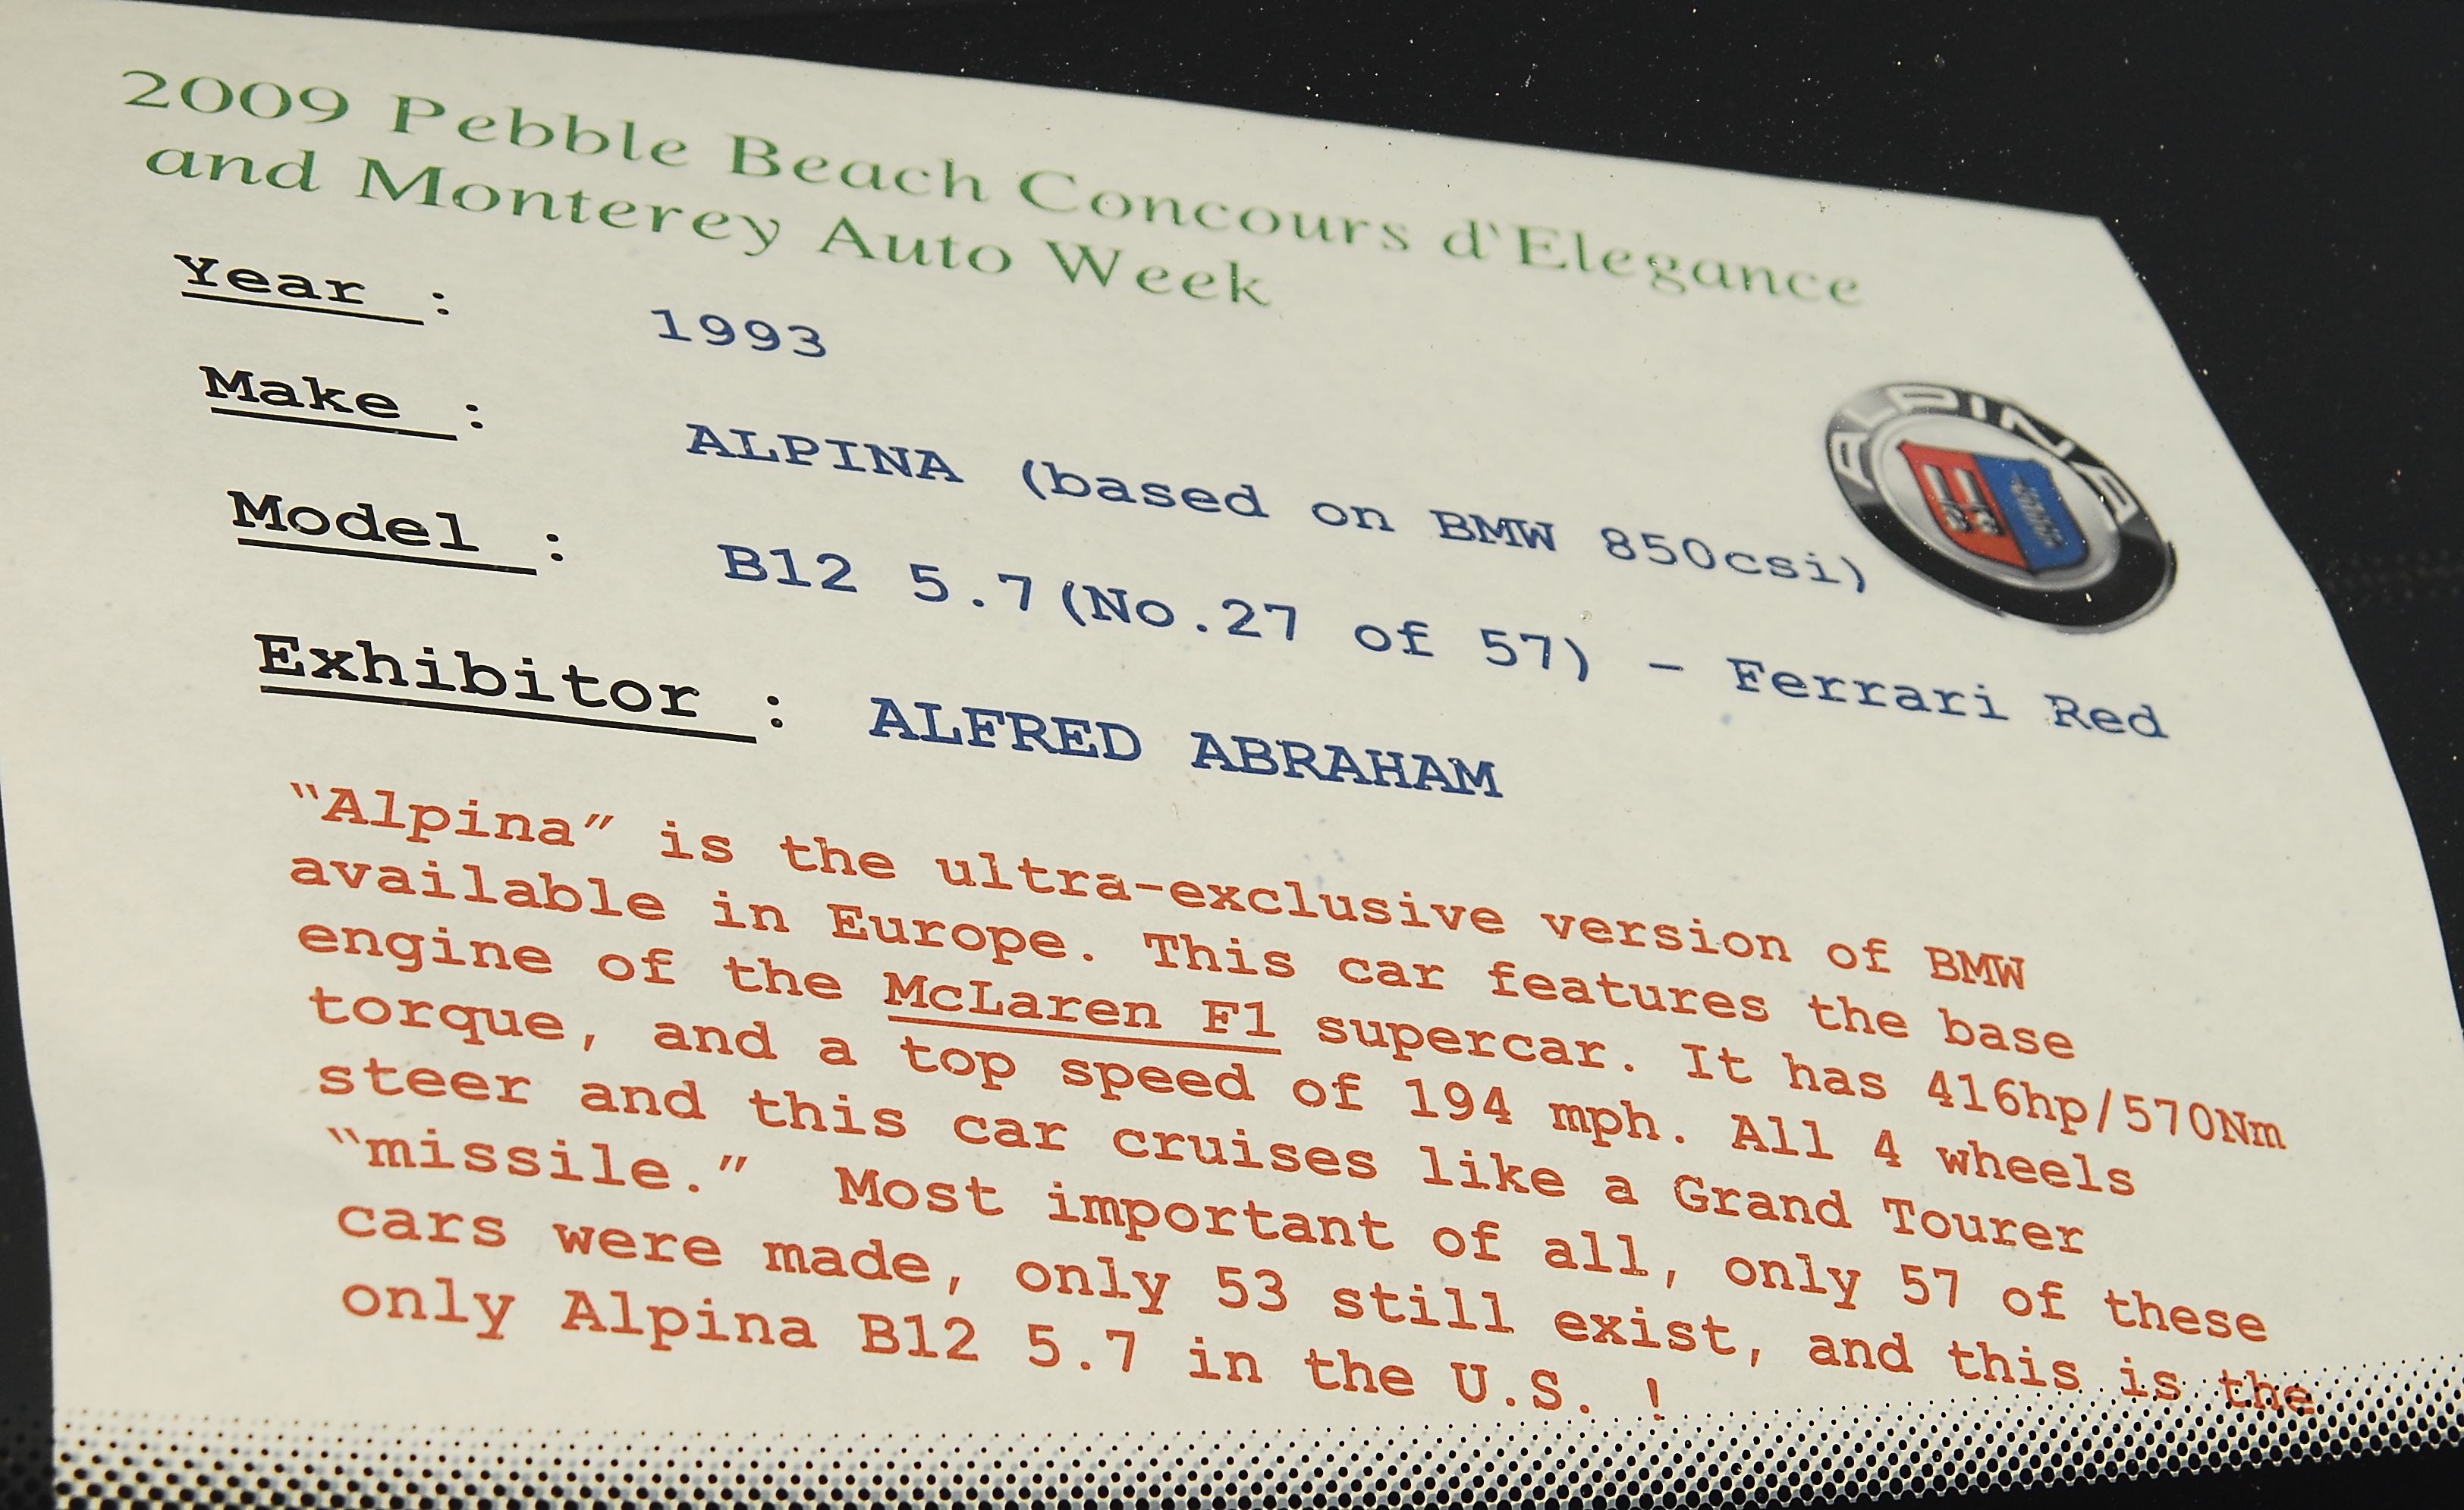 2009 Pebble Beach Concours d'Elegance
and Monterey Auto Week
Year : 1993
Make : ALPINA (based on BMW 850csi)
ALPINA
Model : B12 5.7(No.27 of 57) - Ferrari Red
Exhibitor : ALFRED ABRAHAM
“Alpina” is the ultra-exclusive version of BMW
available in Europe. This car features the base
engine of the McLaren F1 supercar. It has 416hp/570Nm
torque, and a top speed of 194 mph. All 4 wheels
steer and this car cruises like a Grand Tourer
“missile.” Most important of all, only 57 of these
cars were made, only 53 still exist, and this is the
only Alpina B12 5.7 in the U.S. !